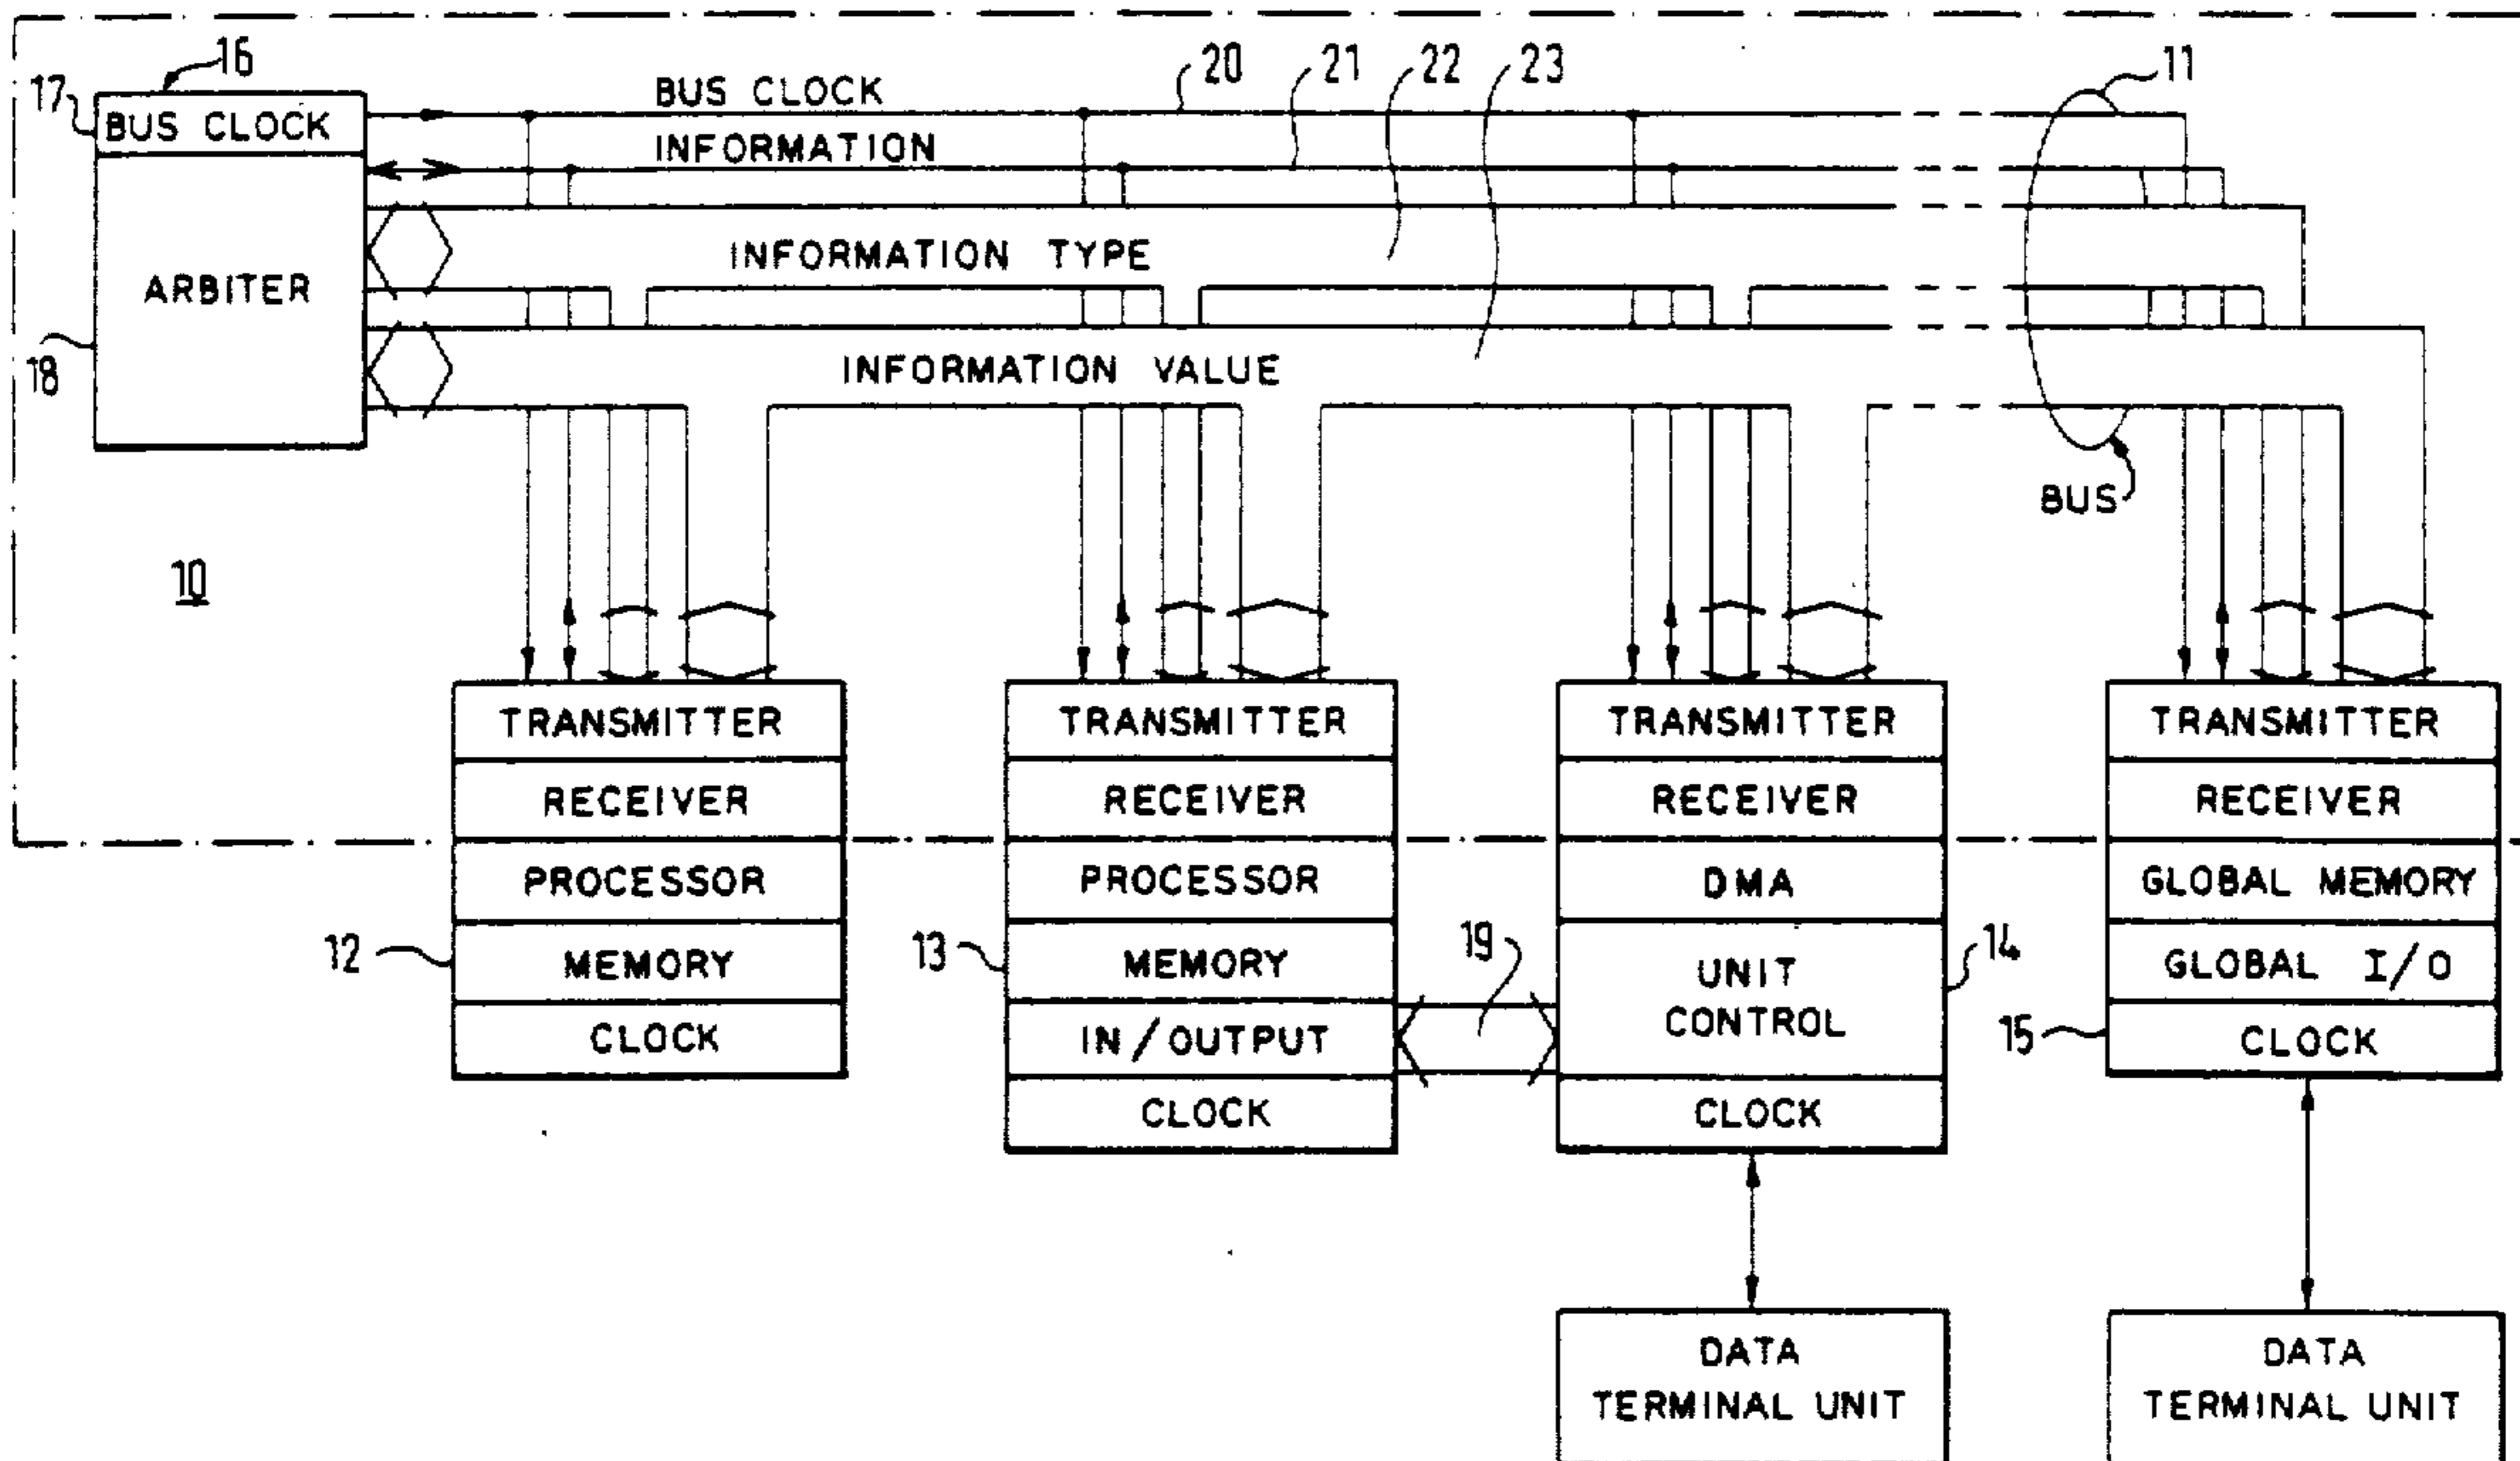 16
20
21
22
23
11
17
BUS CLOCK
BUS CLOCK
INFORMATION
INFORMATION TYPE
ARBITER
18
INFORMATION VALUE
BUS
10
TRANSMITTER
RECEIVER
PROCESSOR
12
MEMORY
CLOCK
TRANSMITTER
RECEIVER
PROCESSOR
13
MEMORY
IN/OUTPUT
CLOCK
19
TRANSMITTER
RECEIVER
DMA
14
UNIT
CONTROL
CLOCK
TRANSMITTER
RECEIVER
GLOBAL MEMORY
GLOBAL I/O
15
CLOCK
DATA
TERMINAL UNIT
DATA
TERMINAL UNIT